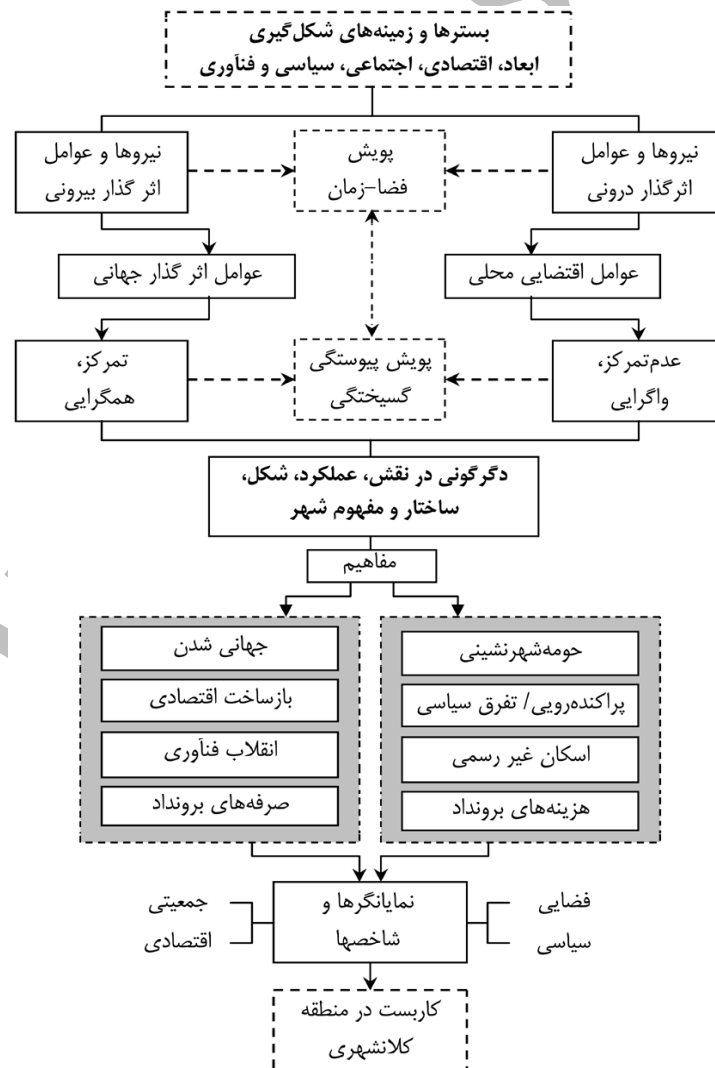 بسترها و زمینه‌های شکل‌گیری
ابعاد، اقتصادی، اجتماعی، سیاسی و فنآوری
نیروها و عوامل
اثرگذار درونی
پویش
فضا–زمان
نیروها و عوامل
اثر گذار بیرونی
عوامل اقتضایی محلی
عوامل اثر گذار جهانی
عدم‌تمرکز،
واگرایی
پویش پیوستگی
گسیختگی
تمرکز،
همگرایی
دگرگونی در نقش، عملکرد، شکل،
ساختار و مفهوم شهر
مفاهیم
حومه‌شهرنشینی
پراکنده‌رویی/ تفرق سیاسی
اسکان غیر رسمی
هزینه‌های برونداد
جهانی شدن
بازساخت اقتصادی
انقلاب فنآوری
صرفه‌های برونداد
فضایی
سیاسی
نمایانگرها و
شاخصها
جمعیتی
اقتصادی
کاربست در منطقه
کلانشهری